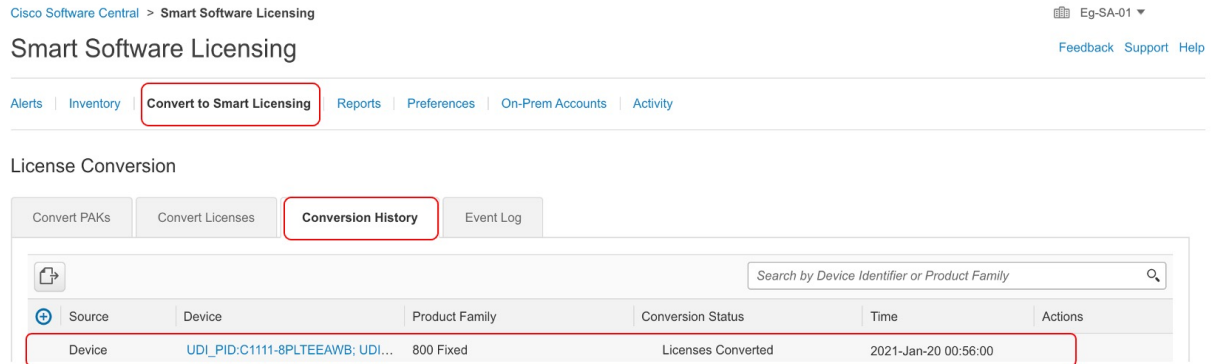 Cisco Software Central > Smart Software Licensing Eg-SA-01
Smart Software Licensing Feedback Support Help
Alerts Inventory Convert to Smart Licensing Reports Preferences On-Prem Accounts Activity
License Conversion
Convert PAKs Convert Licenses Conversion History Event Log
Search by Device Identifier or Product Family
Source Device Product Family Conversion Status Time Actions
Device UDI_PID:C1111-8PLTEEAWB; UDI... 800 Fixed Licenses Converted 2021-Jan-20 00:56:00